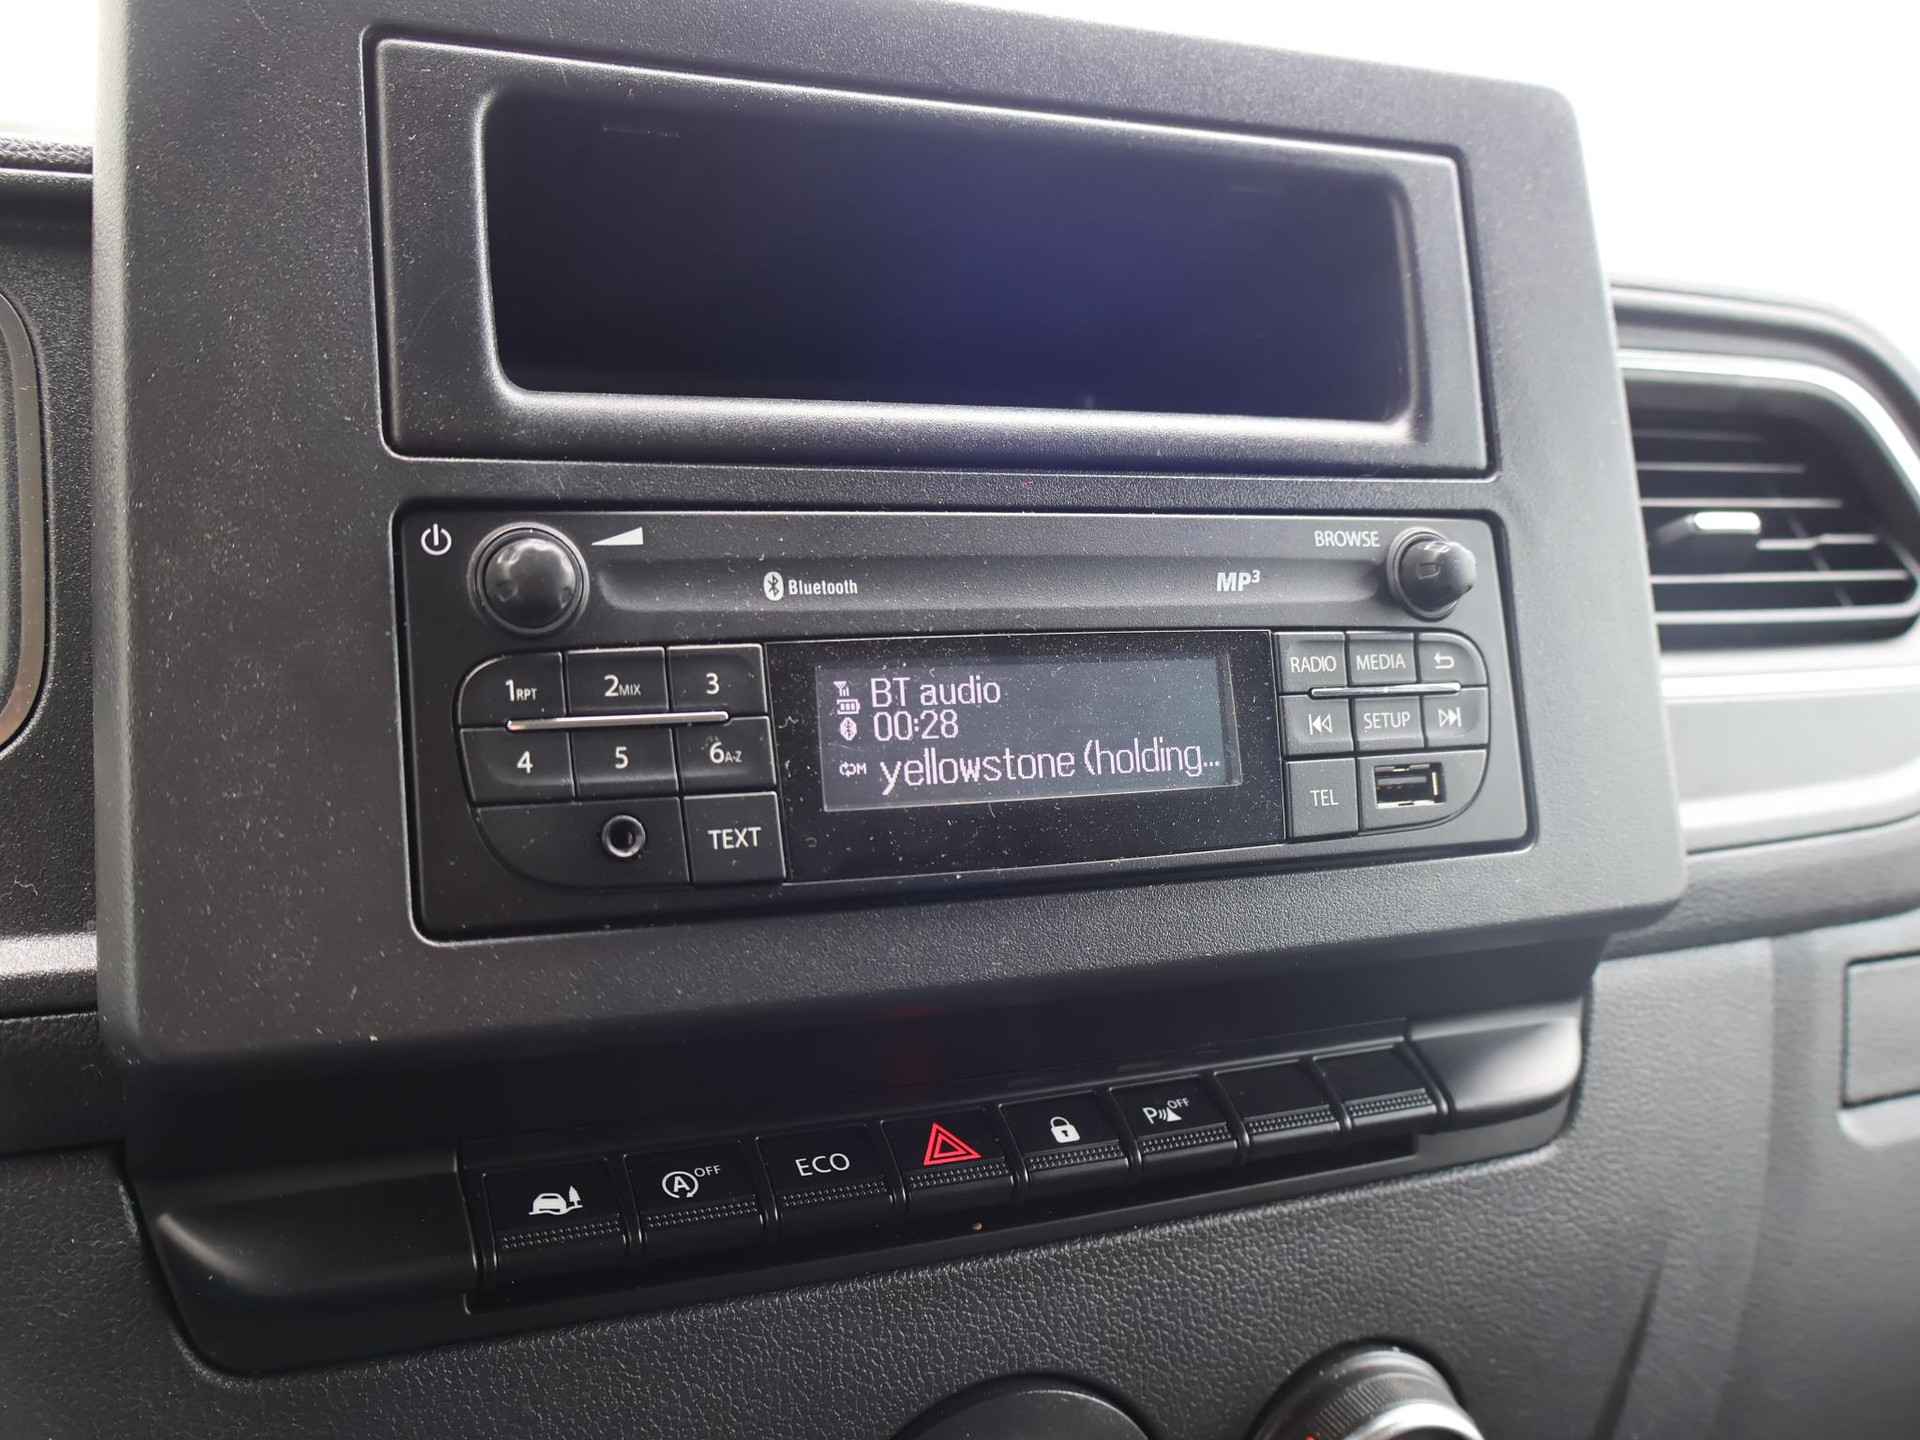 BROWSE
Bluetooth
MP3
1RPT 2MIX 3
4 5 6A-Z
TEXT
BT audio
00:28
M yellowstone (holding...
RADIO MEDIA
SETUP
TEL
A OFF
ECO
P OFF